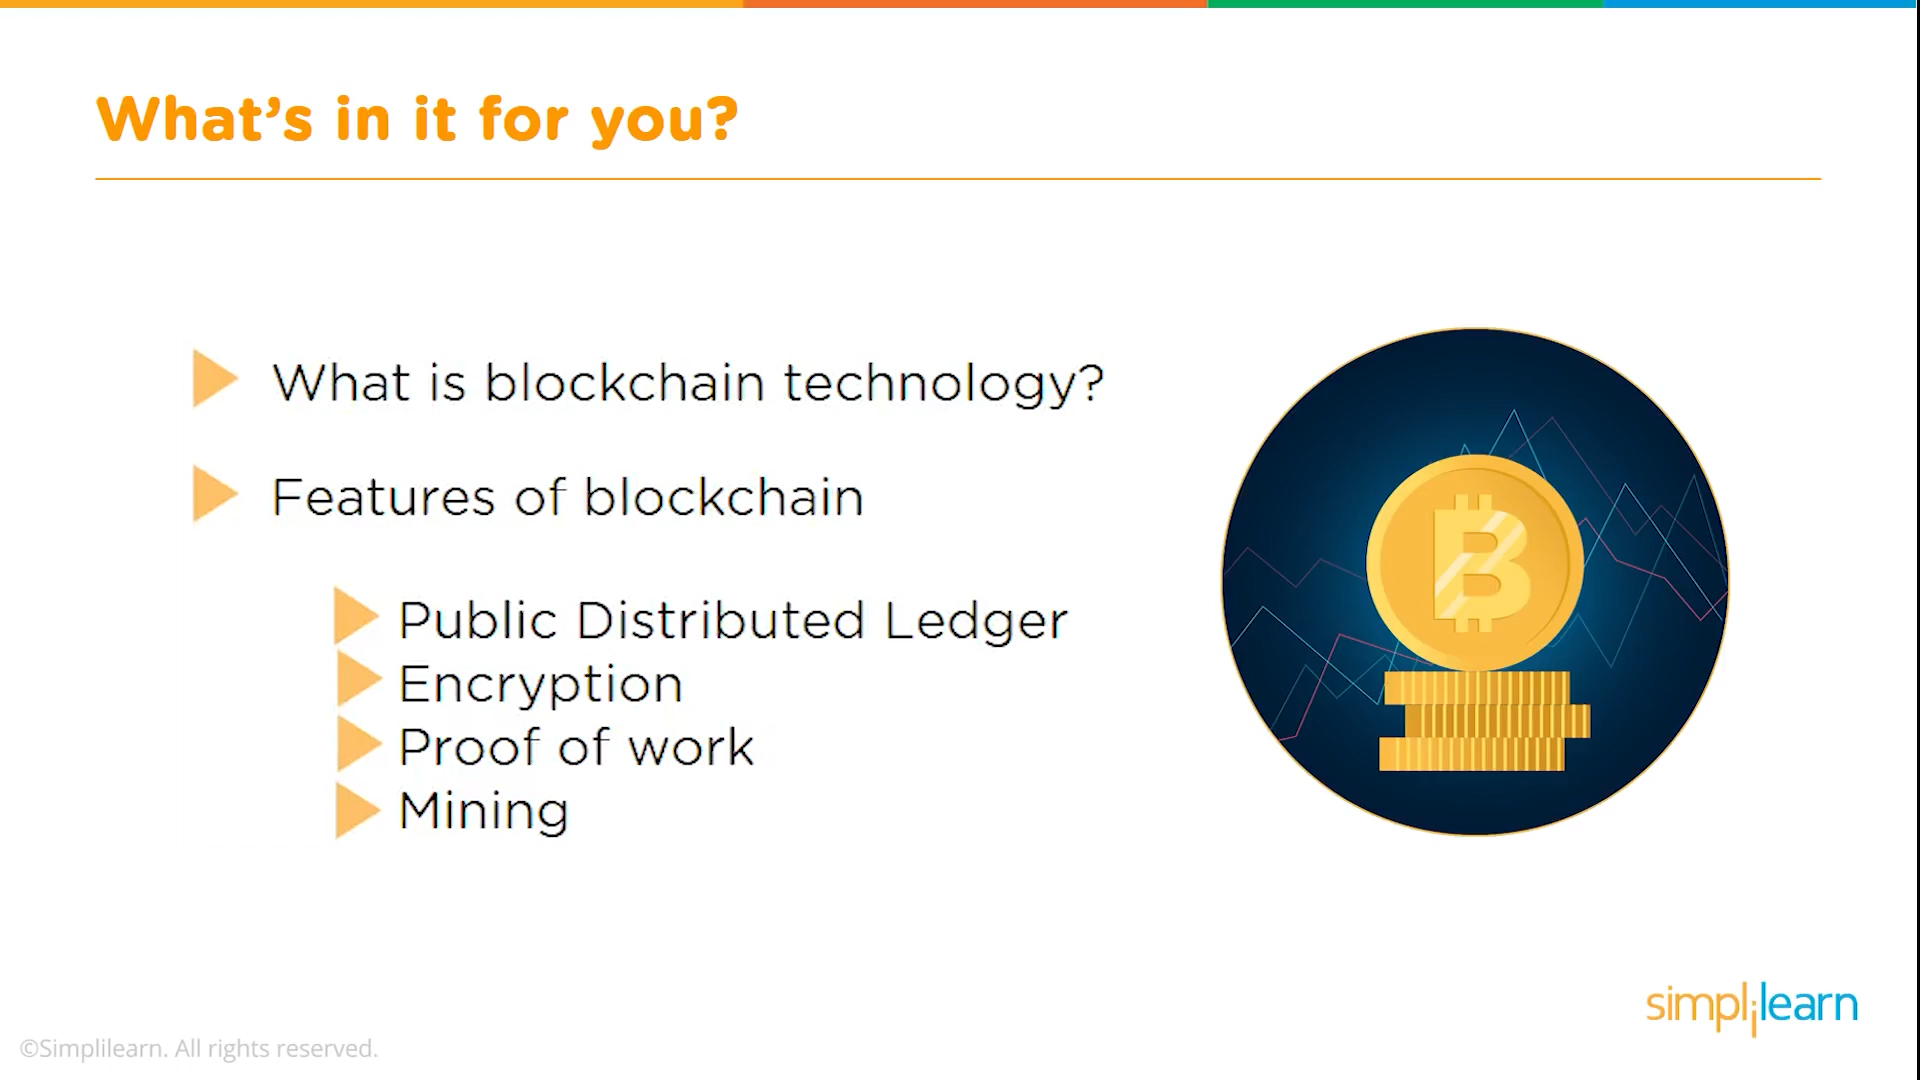 What's in it for you?
What is blockchain technology?
Features of blockchain
Public Distributed Ledger
Encryption
Proof of work
Mining
simplilearn
©Simplilearn. All rights reserved.